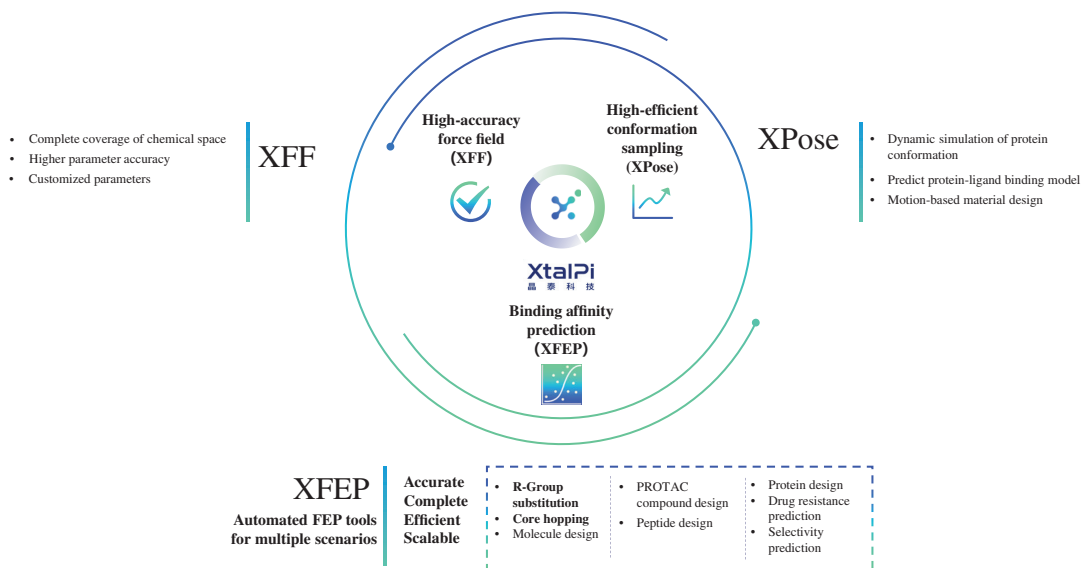 • Complete coverage of chemical space
• Higher parameter accuracy
• Customized parameters
XFF
High-accuracy
force field
(XFF)
High-efficient
conformation
sampling
(XPose)
XPose
• Dynamic simulation of protein
conformation
• Predict protein-ligand binding model
• Motion-based material design
XtalPi
晶泰科技
Binding affinity
prediction
(XFEP)
XFEP
Automated FEP tools
for multiple scenarios
Accurate
Complete
Efficient
Scalable
• R-Group
substitution
• Core hopping
• Molecule design
• PROTAC
compound design
• Peptide design
• Protein design
• Drug resistance
prediction
• Selectivity
prediction